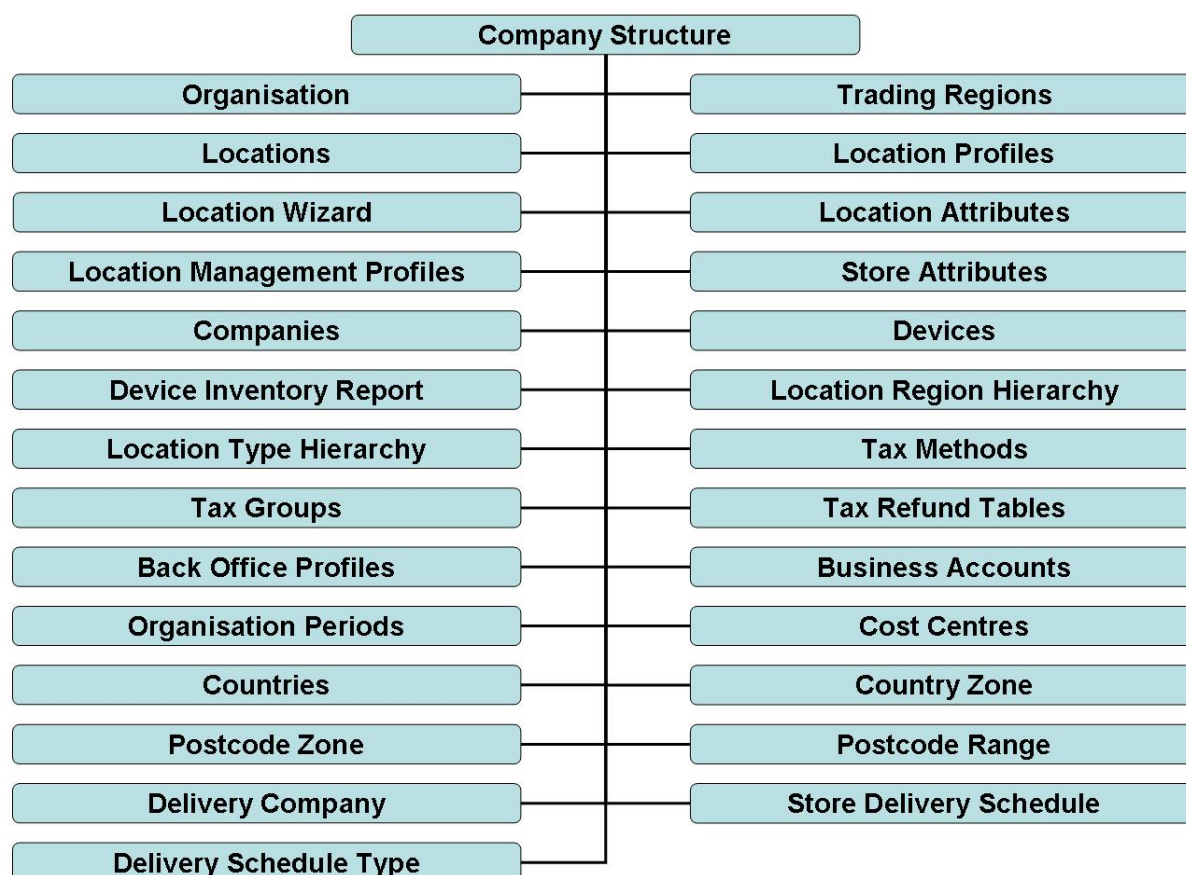 Company Structure
Organisation
Trading Regions
Locations
Location Profiles
Location Wizard
Location Attributes
Location Management Profiles
Store Attributes
Companies
Devices
Device Inventory Report
Location Region Hierarchy
Location Type Hierarchy
Tax Methods
Tax Groups
Tax Refund Tables
Back Office Profiles
Business Accounts
Organisation Periods
Cost Centres
Countries
Country Zone
Postcode Zone
Postcode Range
Delivery Company
Store Delivery Schedule
Delivery Schedule Type